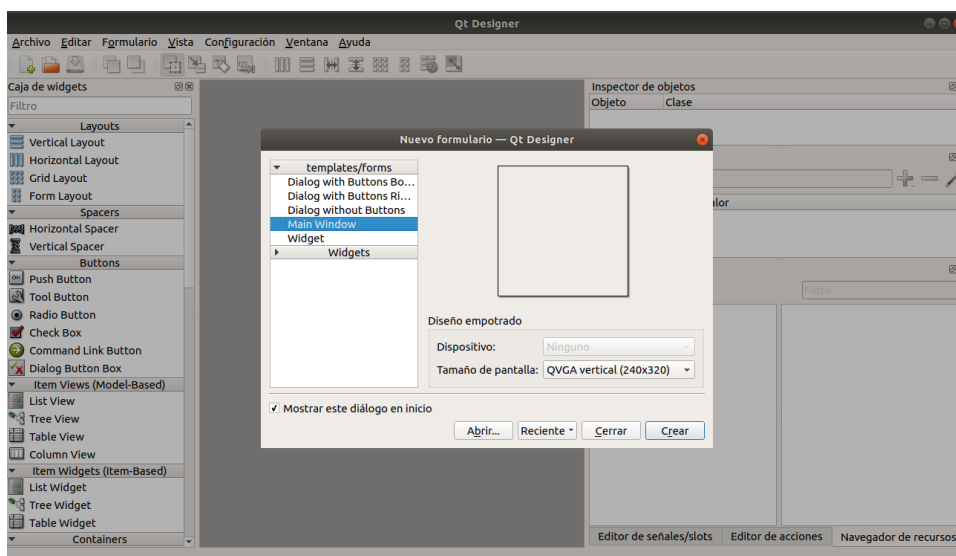 Qt Designer
Archivo Editar Formulario Vista Configuración Ventana Ayuda
Caja de widgets
Filtro
Layouts
Vertical Layout
Horizontal Layout
Grid Layout
Form Layout
Spacers
Horizontal Spacer
Vertical Spacer
Buttons
Push Button
Tool Button
Radio Button
Check Box
Command Link Button
Dialog Button Box
Item Views (Model-Based)
List View
Tree View
Table View
Column View
Item Widgets (Item-Based)
List Widget
Tree Widget
Table Widget
Containers
Nuevo formulario — Qt Designer
templates/forms
Dialog with Buttons Bo...
Dialog with Buttons Ri...
Dialog without Buttons
Main Window
Widget
Widgets
Diseño empotrado
Dispositivo: Ninguno
Tamaño de pantalla: QVGA vertical (240x320)
Mostrar este diálogo en inicio
Abrir... Reciente Cerrar Crear
Inspector de objetos
Objeto Clase
lor
Filtro
Editor de señales/slots Editor de acciones Navegador de recursos